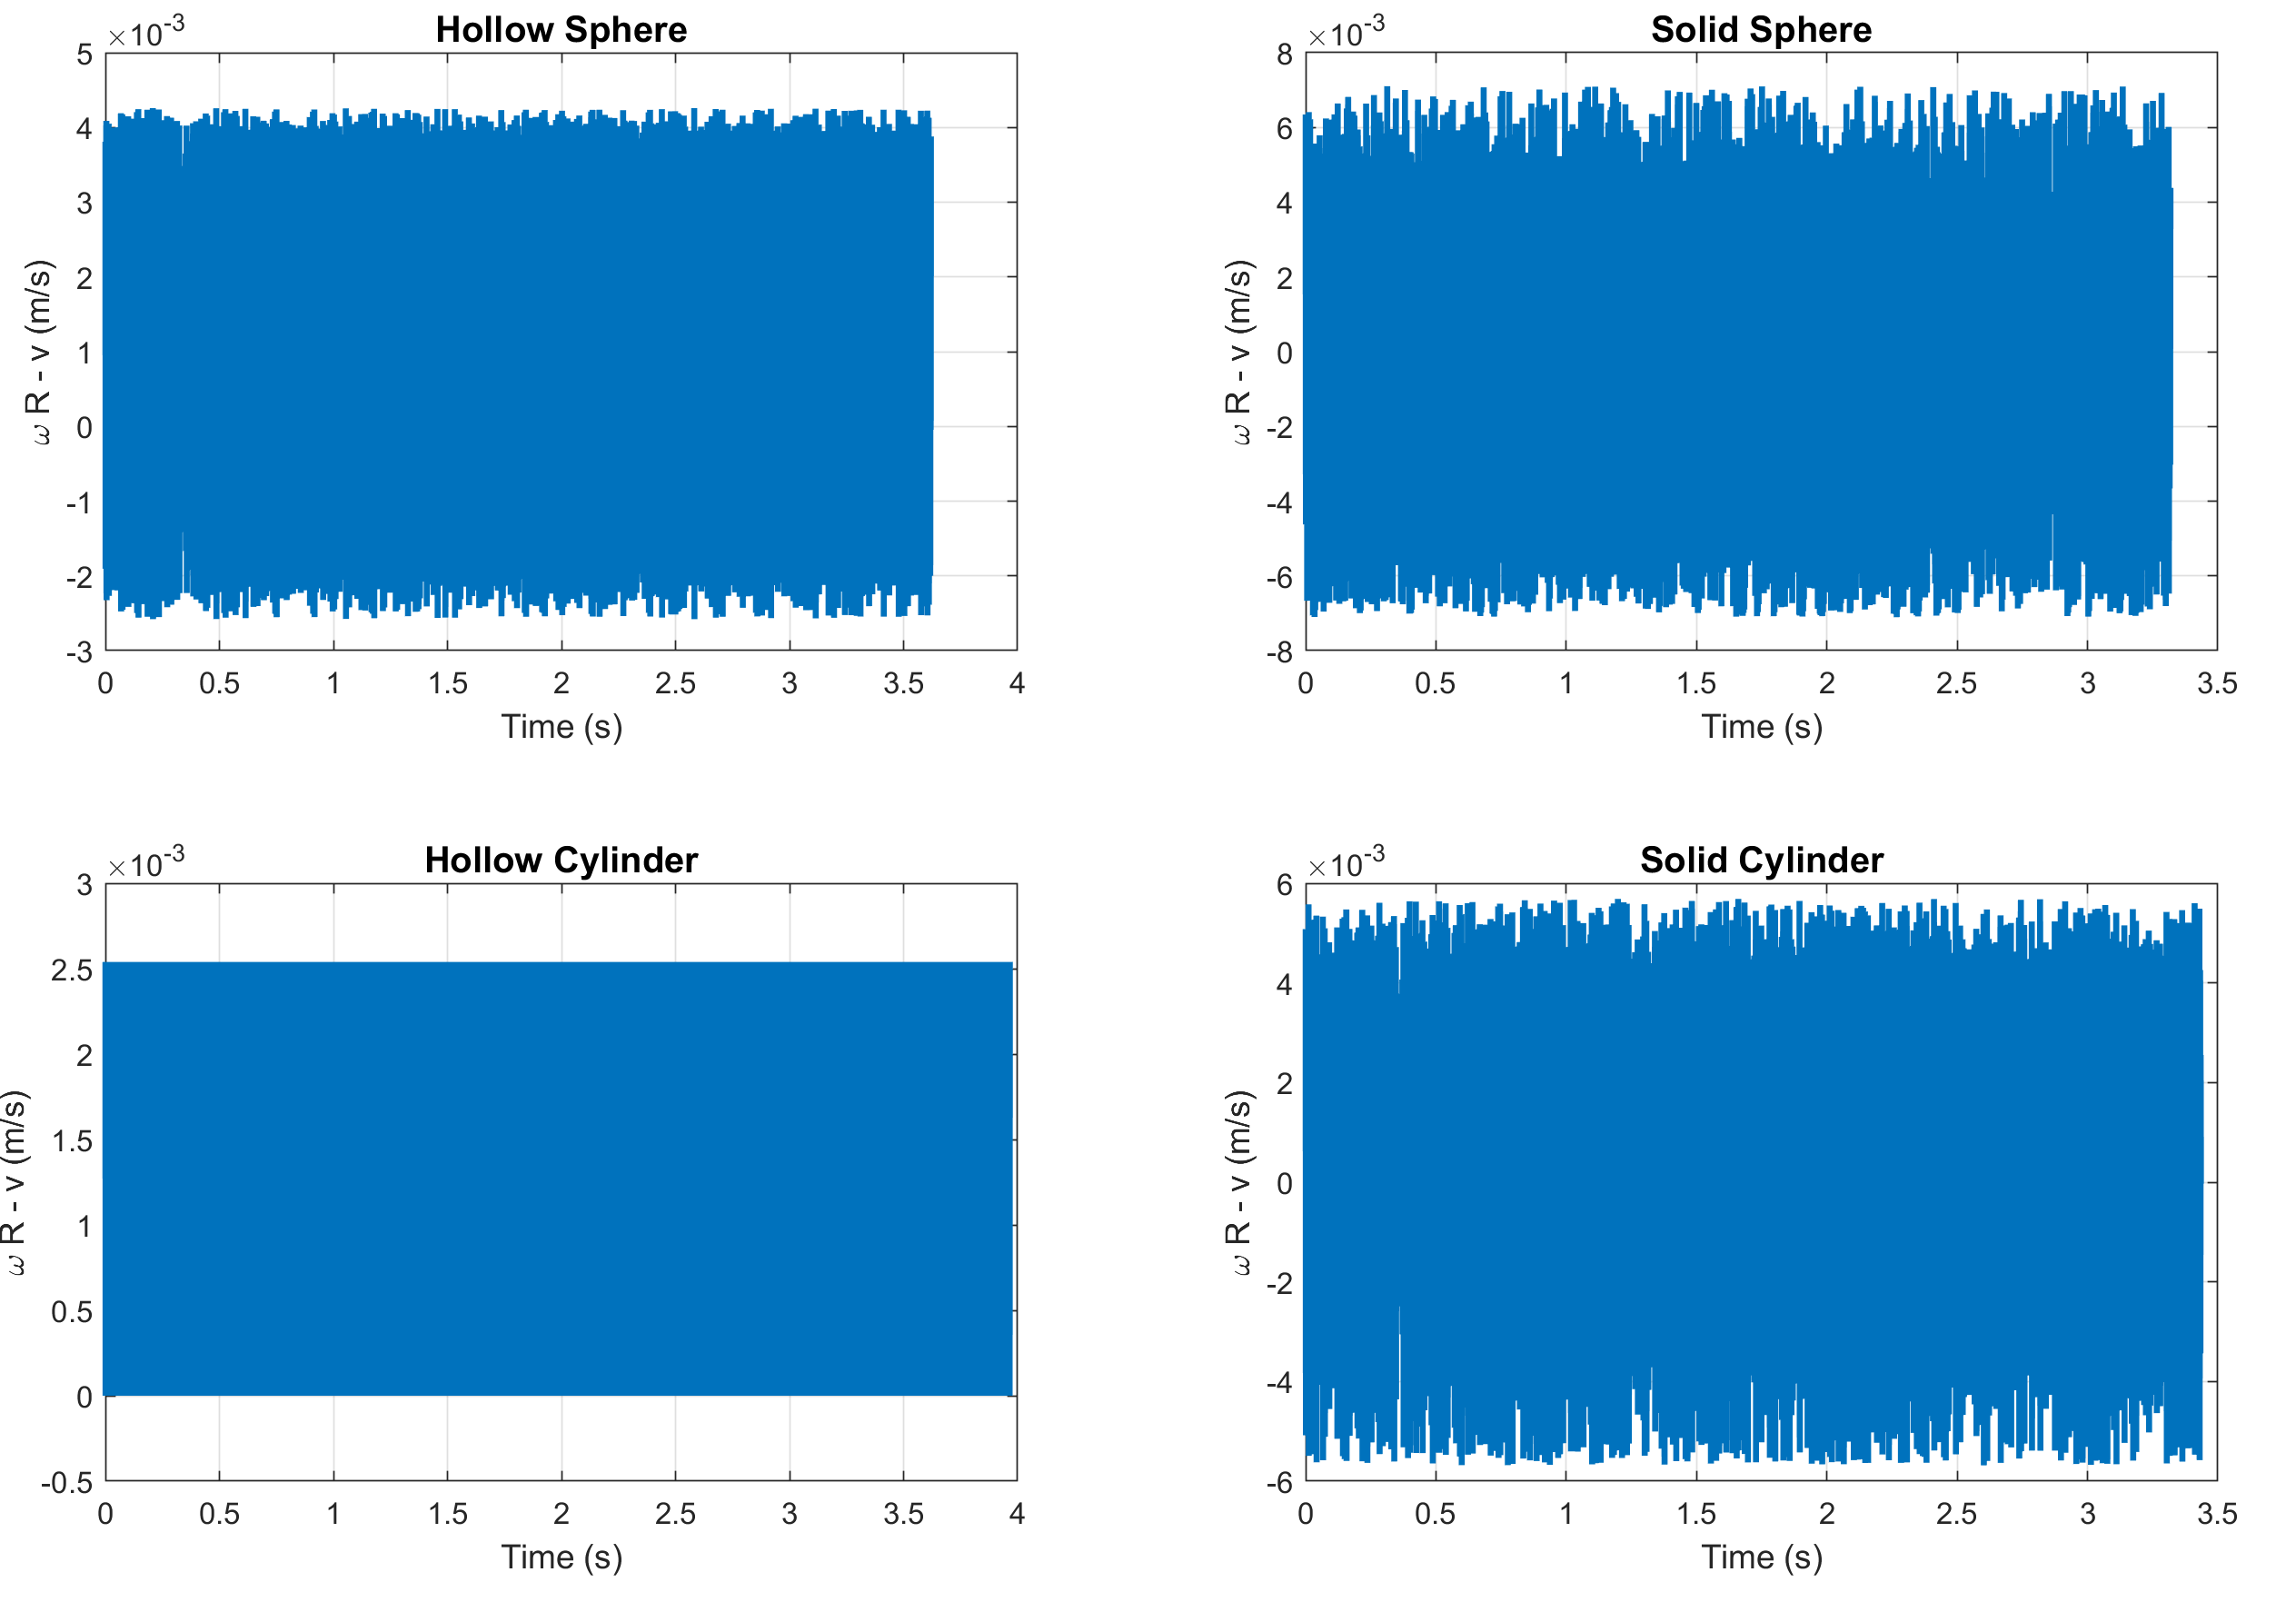 Hollow Sphere
×10-3
5
4
3
2
1
0
-1
-2
-3
ω R - v (m/s)
0 0.5 1 1.5 2 2.5 3 3.5 4
Time (s)
Solid Sphere
×10-3
8
6
4
2
0
-2
-4
-6
-8
ω R - v (m/s)
0 0.5 1 1.5 2 2.5 3 3.5
Time (s)
Hollow Cylinder
×10-3
3
2.5
2
1.5
1
0.5
0
-0.5
ω R - v (m/s)
0 0.5 1 1.5 2 2.5 3 3.5 4
Time (s)
Solid Cylinder
×10-3
6
4
2
0
-2
-4
-6
ω R - v (m/s)
0 0.5 1 1.5 2 2.5 3 3.5
Time (s)